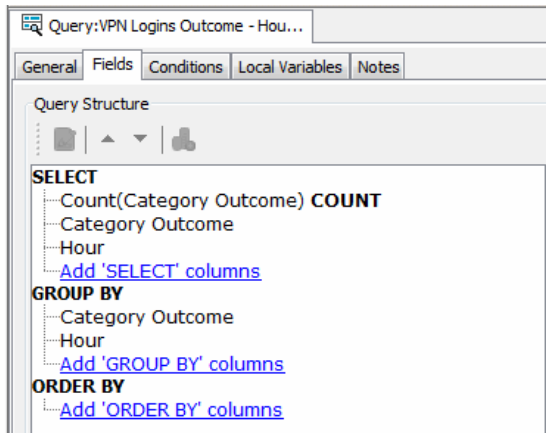 Query:VPN Logins Outcome - Hou...
General Fields Conditions Local Variables Notes
Query Structure
SELECT
Count(Category Outcome) COUNT
Category Outcome
Hour
Add 'SELECT' columns
GROUP BY
Category Outcome
Hour
Add 'GROUP BY' columns
ORDER BY
Add 'ORDER BY' columns